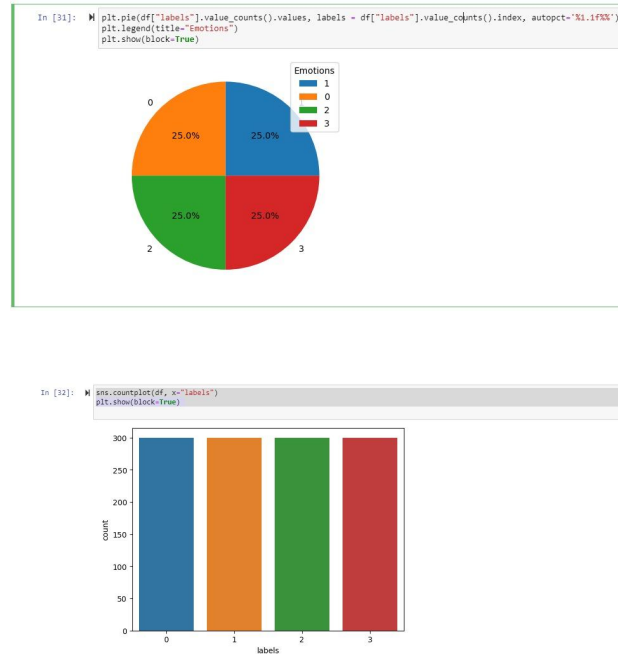 In [31]:
plt.pie(df["labels"].value_counts().values, labels = df["labels"].value_counts().index, autopct='%1.1f%%')
plt.legend(title="Emotions")
plt.show(block=True)
Emotions
1
0
2
3
0
25.0%
25.0%
25.0%
25.0%
2
3
In [32]:
sns.countplot(df, x="labels")
plt.show(block=True)
300
250
200
150
100
50
0
count
0 1 2 3
labels